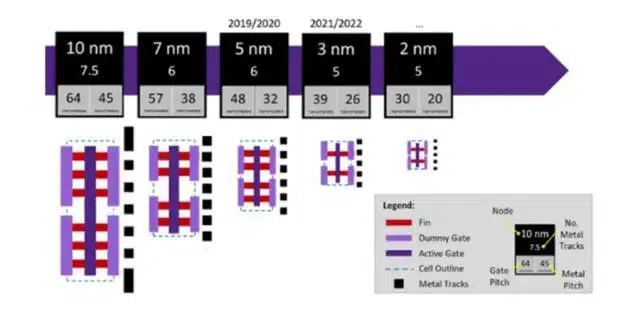 2019/2020
2021/2022
...
10 nm
7 nm
5 nm
3 nm
2 nm
7.5
6
6
5
5
64 45
57 38
48 32
39 26
30 20
Legend:
Fin
Dummy Gate
Active Gate
Cell Outline
Metal Tracks
Node
10 nm
7.5
64 45
No.
Metal
Tracks
Gate
Pitch
Metal
Pitch